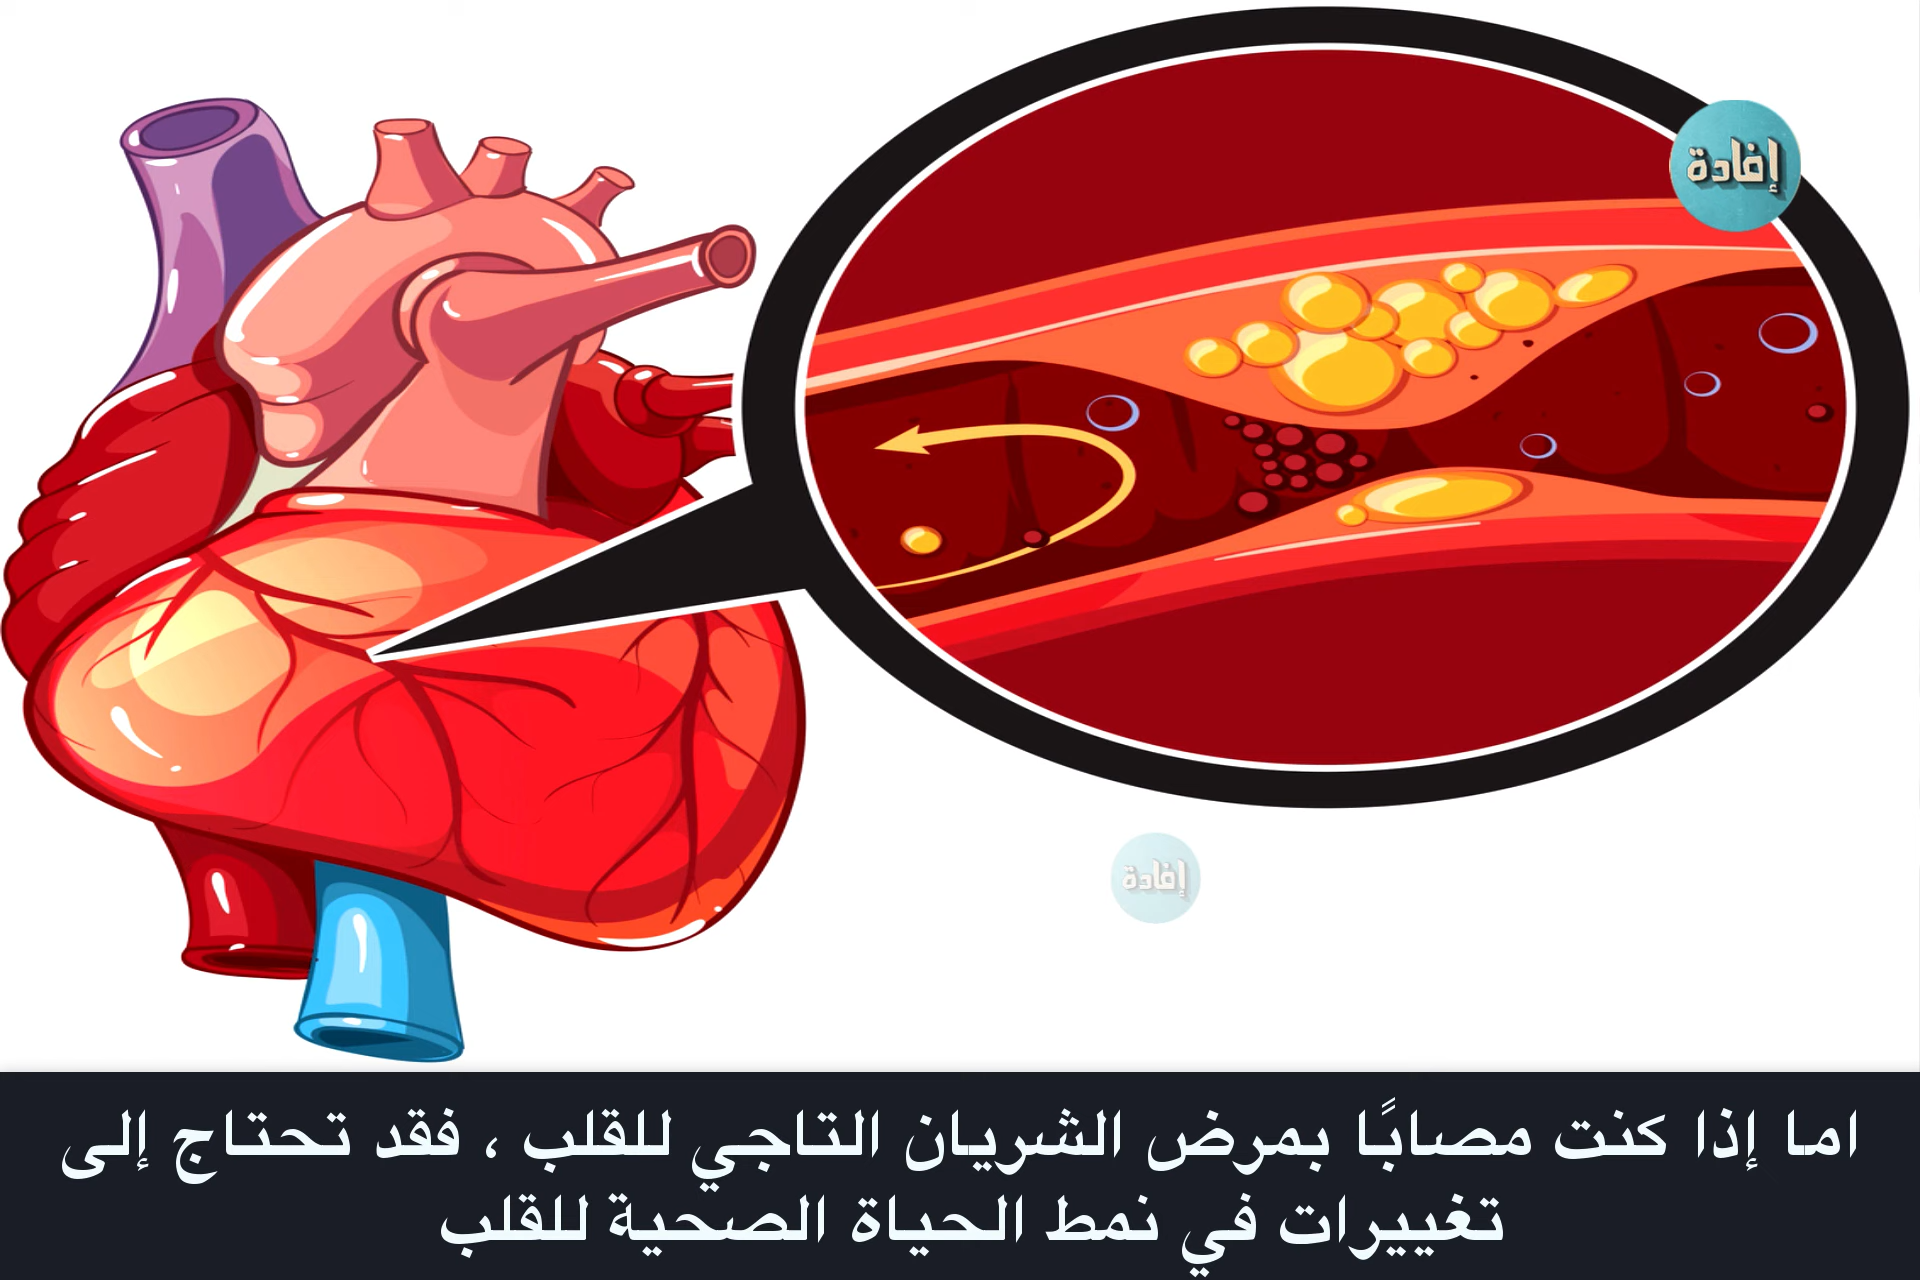 إفادة
إفادة
اما إذا كنت مصابًا بمرض الشريان التاجي للقلب ، فقد تحتاج إلى
تغييرات في نمط الحياة الصحية للقلب